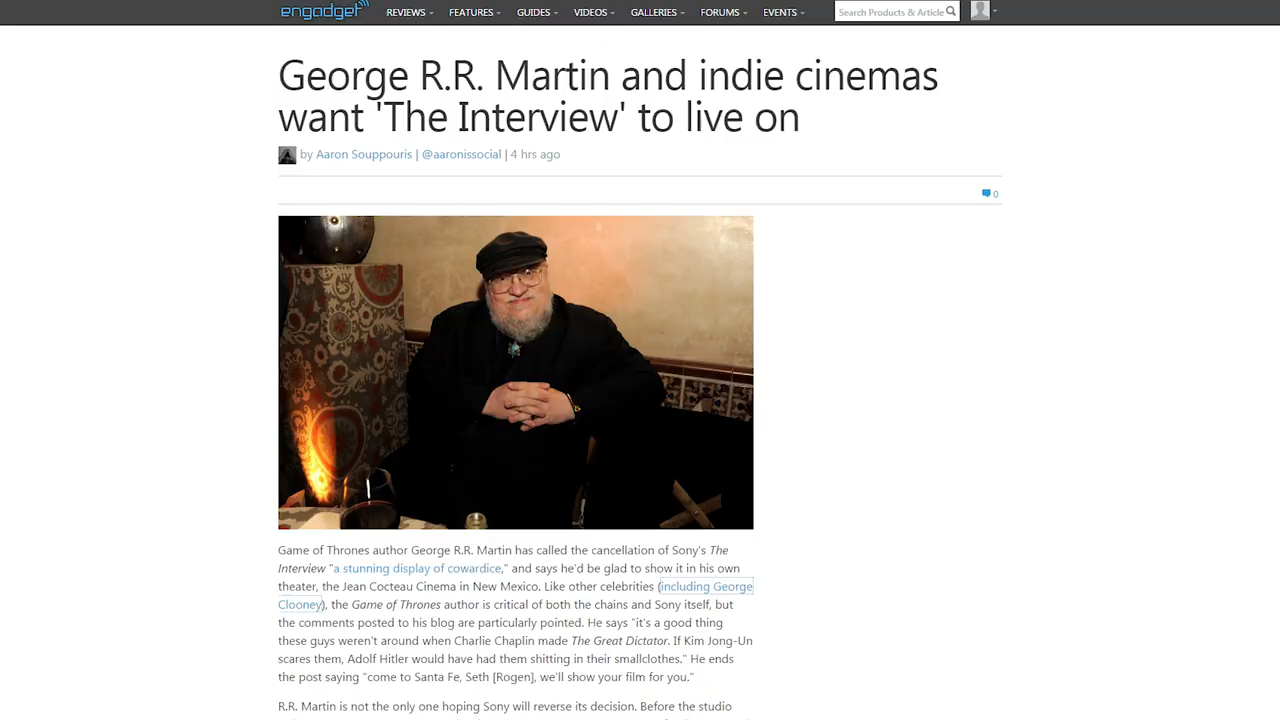 engadget REVIEWS FEATURES GUIDES VIDEOS GALLERIES FORUMS EVENTS Search Products & Article
George R.R. Martin and indie cinemas
want 'The Interview' to live on
by Aaron Souppouris | @aaronissocial | 4 hrs ago
0
Game of Thrones author George R.R. Martin has called the cancellation of Sony's The
Interview "a stunning display of cowardice," and says he'd be glad to show it in his own
theater, the Jean Cocteau Cinema in New Mexico. Like other celebrities (including George
Clooney), the Game of Thrones author is critical of both the chains and Sony itself, but
the comments posted to his blog are particularly pointed. He says "it's a good thing
these guys weren't around when Charlie Chaplin made The Great Dictator. If Kim Jong-Un
scares them, Adolf Hitler would have had them shitting in their smallclothes." He ends
the post saying "come to Santa Fe, Seth [Rogen], we'll show your film for you."
R.R. Martin is not the only one hoping Sony will reverse its decision. Before the studio